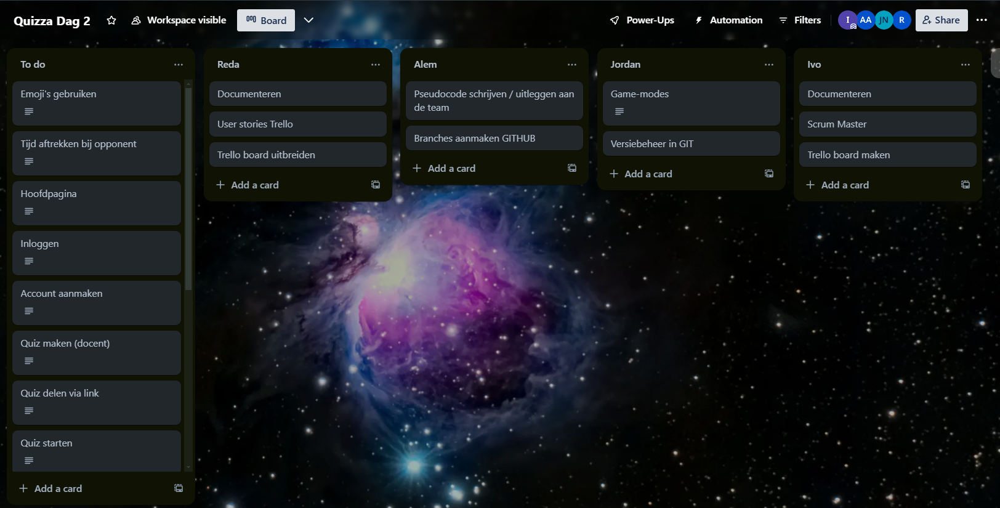 Quizza Dag 2
Workspace visible
Board
Power-Ups
Automation
Filters
I
AA
JN
R
Share
To do
Emoji's gebruiken
Tijd aftrekken bij opponent
Hoofdpagina
Inloggen
Account aanmaken
Quiz maken (docent)
Quiz delen via link
Quiz starten
Add a card
Reda
Documenteren
User stories Trello
Trello board uitbreiden
Add a card
Alem
Pseudocode schrijven / uitleggen aan
de team
Branches aanmaken GITHUB
Add a card
Jordan
Game-modes
Versiebeheer in GIT
Add a card
Ivo
Documenteren
Scrum Master
Trello board maken
Add a card